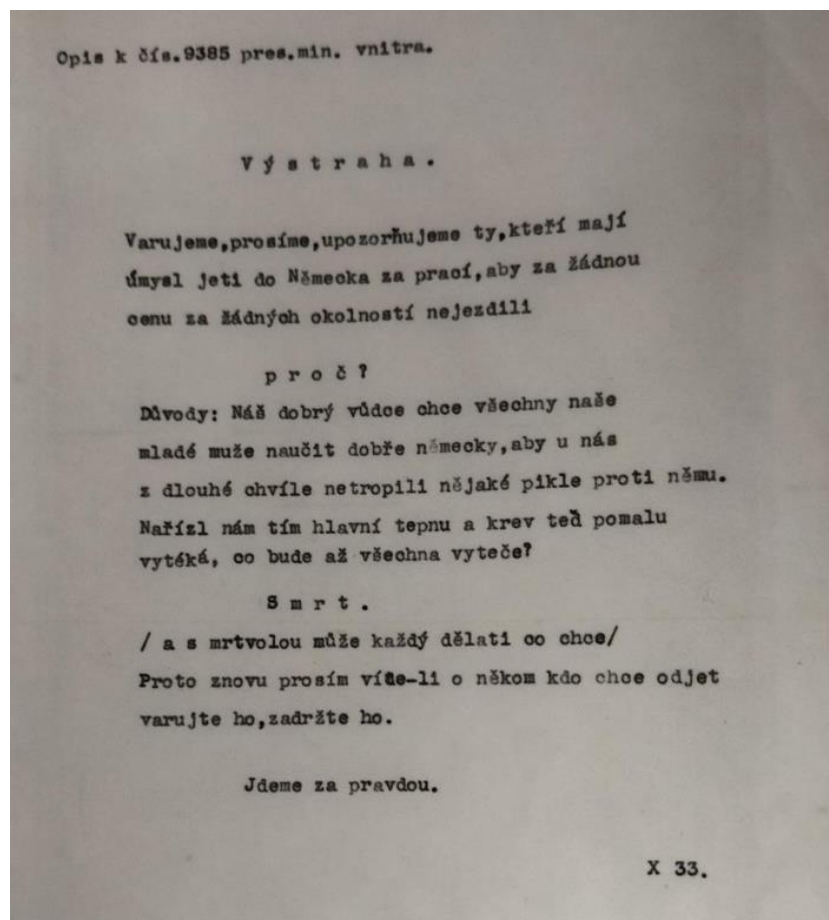 Opis k čís.9385 pres.min. vnitra.
V ý s t r a h a .
Varujeme,prosíme,upozorňujeme ty,kteří mají
úmysl jeti do Německa za prací,aby za žádnou
cenu za žádných okolností nejezdili
p r o č ?
Důvody: Náš dobrý vůdce chce všechny naše
mladé muže naučit dobře německy,aby u nás
z dlouhé chvíle netropili nějaké pikle proti němu.
Nařízl nám tím hlavní tepnu a krev teď pomalu
vytéká, co bude až všechna vyteče?
S m r t .
/ a s mrtvolou může každý dělati co chce/
Proto znovu prosím víte-li o někom kdo chce odjet
varujte ho,zadržte ho.
Jdeme za pravdou.
X 33.